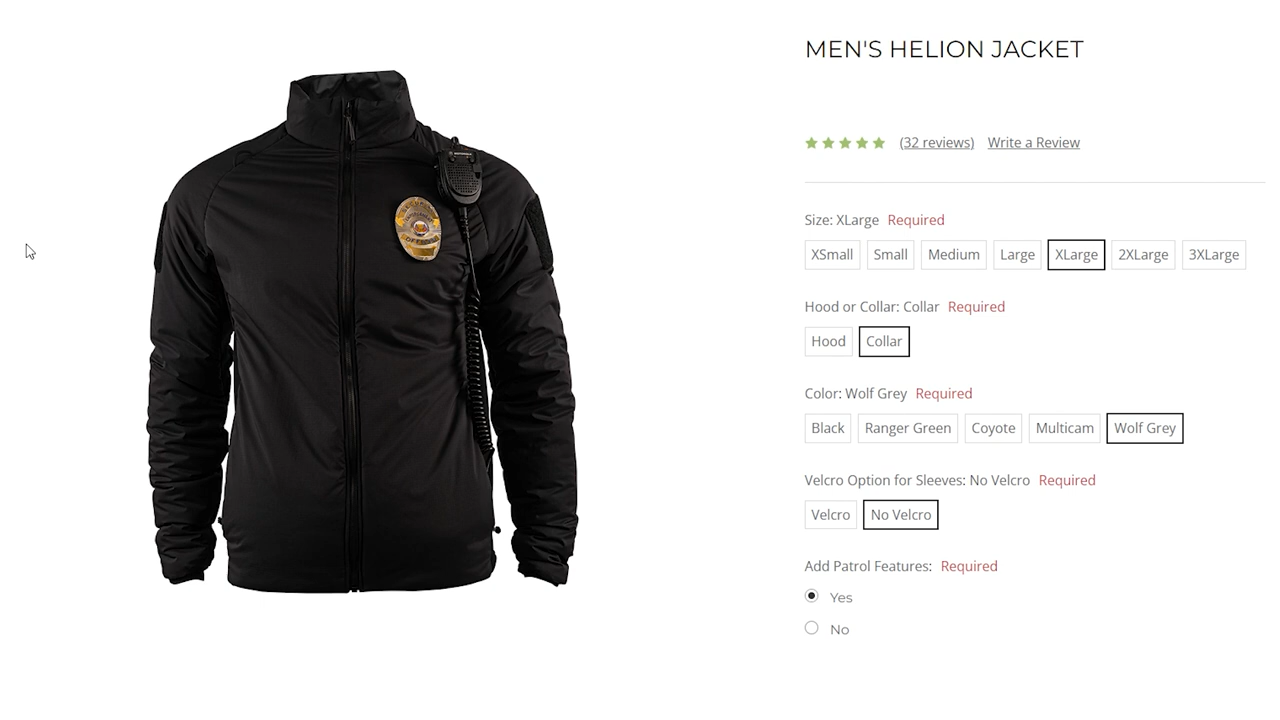 MEN'S HELION JACKET
(32 reviews) Write a Review
Size: XLarge Required
XSmall Small Medium Large XLarge 2XLarge 3XLarge
Hood or Collar: Collar Required
Hood Collar
Color: Wolf Grey Required
Black Ranger Green Coyote Multicam Wolf Grey
Velcro Option for Sleeves: No Velcro Required
Velcro No Velcro
Add Patrol Features: Required
Yes
No